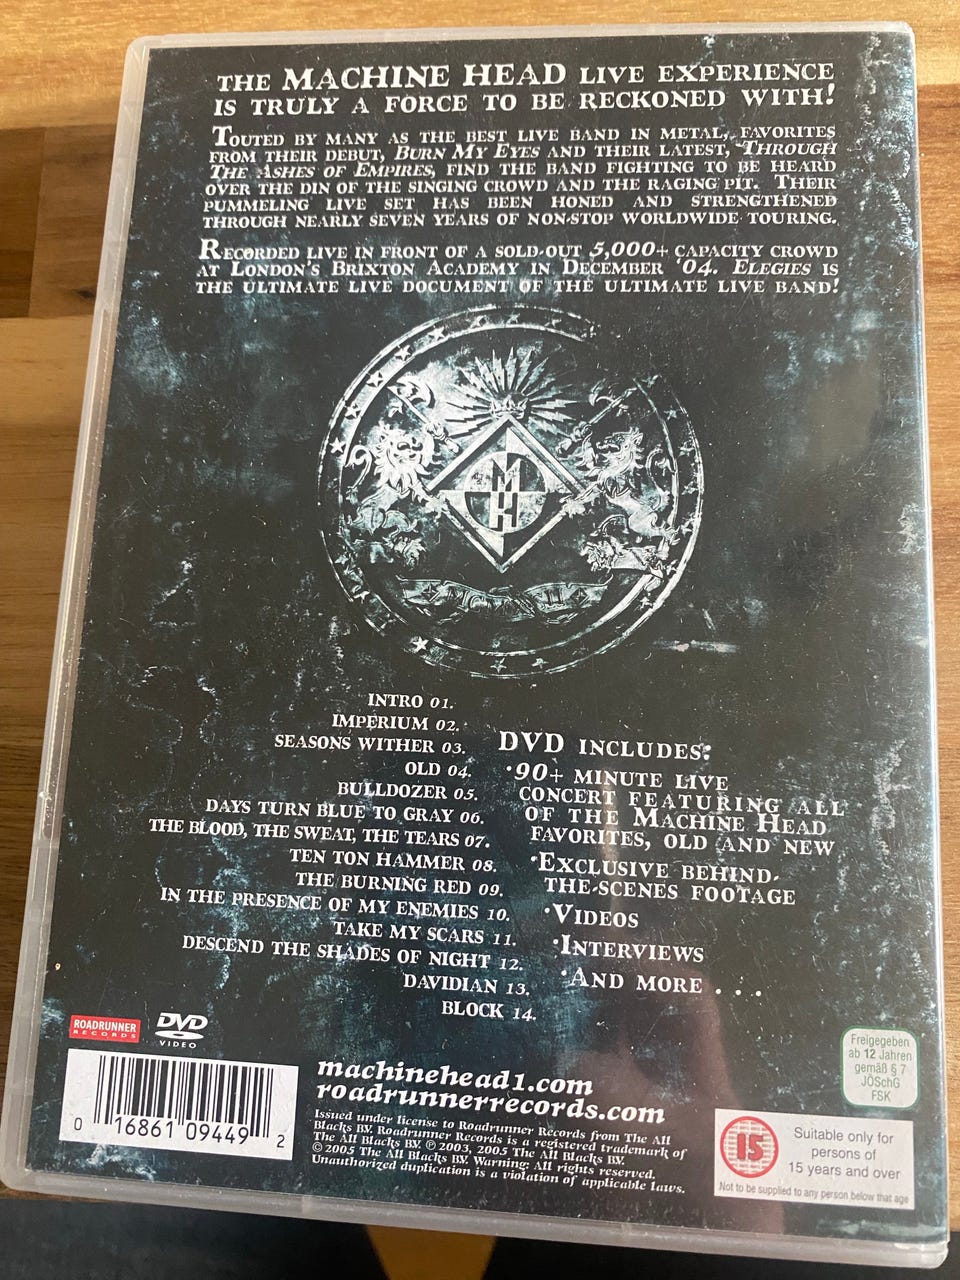 THE MACHINE HEAD LIVE EXPERIENCE
IS TRULY A FORCE TO BE RECKONED WITH!
TOUTED BY MANY AS THE BEST LIVE BAND IN METAL, FAVORITES
FROM THEIR DEBUT, BURN MY EYES AND THEIR LATEST, THROUGH
THE ASHES OF EMPIRES, FIND THE BAND FIGHTING TO BE HEARD
OVER THE DIN OF THE SINGING CROWD AND THE RAGING PIT. THEIR
PUMMELING LIVE SET HAS BEEN HONED AND STRENGTHENED
THROUGH NEARLY SEVEN YEARS OF NON-STOP WORLDWIDE TOURING.
RECORDED LIVE IN FRONT OF A SOLD-OUT 5,000+ CAPACITY CROWD
AT LONDON'S BRIXTON ACADEMY IN DECEMBER '04. ELEGIES IS
THE ULTIMATE LIVE DOCUMENT OF THE ULTIMATE LIVE BAND!
M
H
INTRO 01.
IMPERIUM 02.
SEASONS WITHER 03.
OLD 04.
BULLDOZER 05.
DAYS TURN BLUE TO GRAY 06.
THE BLOOD, THE SWEAT, THE TEARS 07.
TEN TON HAMMER 08.
THE BURNING RED 09.
IN THE PRESENCE OF MY ENEMIES 10.
TAKE MY SCARS 11.
DESCEND THE SHADES OF NIGHT 12.
DAVIDIAN 13.
BLOCK 14.
DVD INCLUDES:
·90+ MINUTE LIVE
CONCERT FEATURING ALL
OF THE MACHINE HEAD
FAVORITES, OLD AND NEW
·EXCLUSIVE BEHIND-
THE-SCENES FOOTAGE
·VIDEOS
·INTERVIEWS
·AND MORE . . .
ROADRUNNER
RECORDS
DVD
VIDEO
0 16861 09449 2
machinehead1.com
roadrunnerrecords.com
Issued under license to Roadrunner Records from The All
Blacks B.V. Roadrunner Records is a registered trademark of
The All Blacks B.V. ℗ 2003, 2005 The All Blacks B.V.
© 2005 The All Blacks B.V. Warning: All rights reserved.
Unauthorized duplication is a violation of applicable laws.
Freigegeben
ab 12 Jahren
gemäß § 7
JÖSchG
FSK
15
Suitable only for
persons of
15 years and over
Not to be supplied to any person below that age